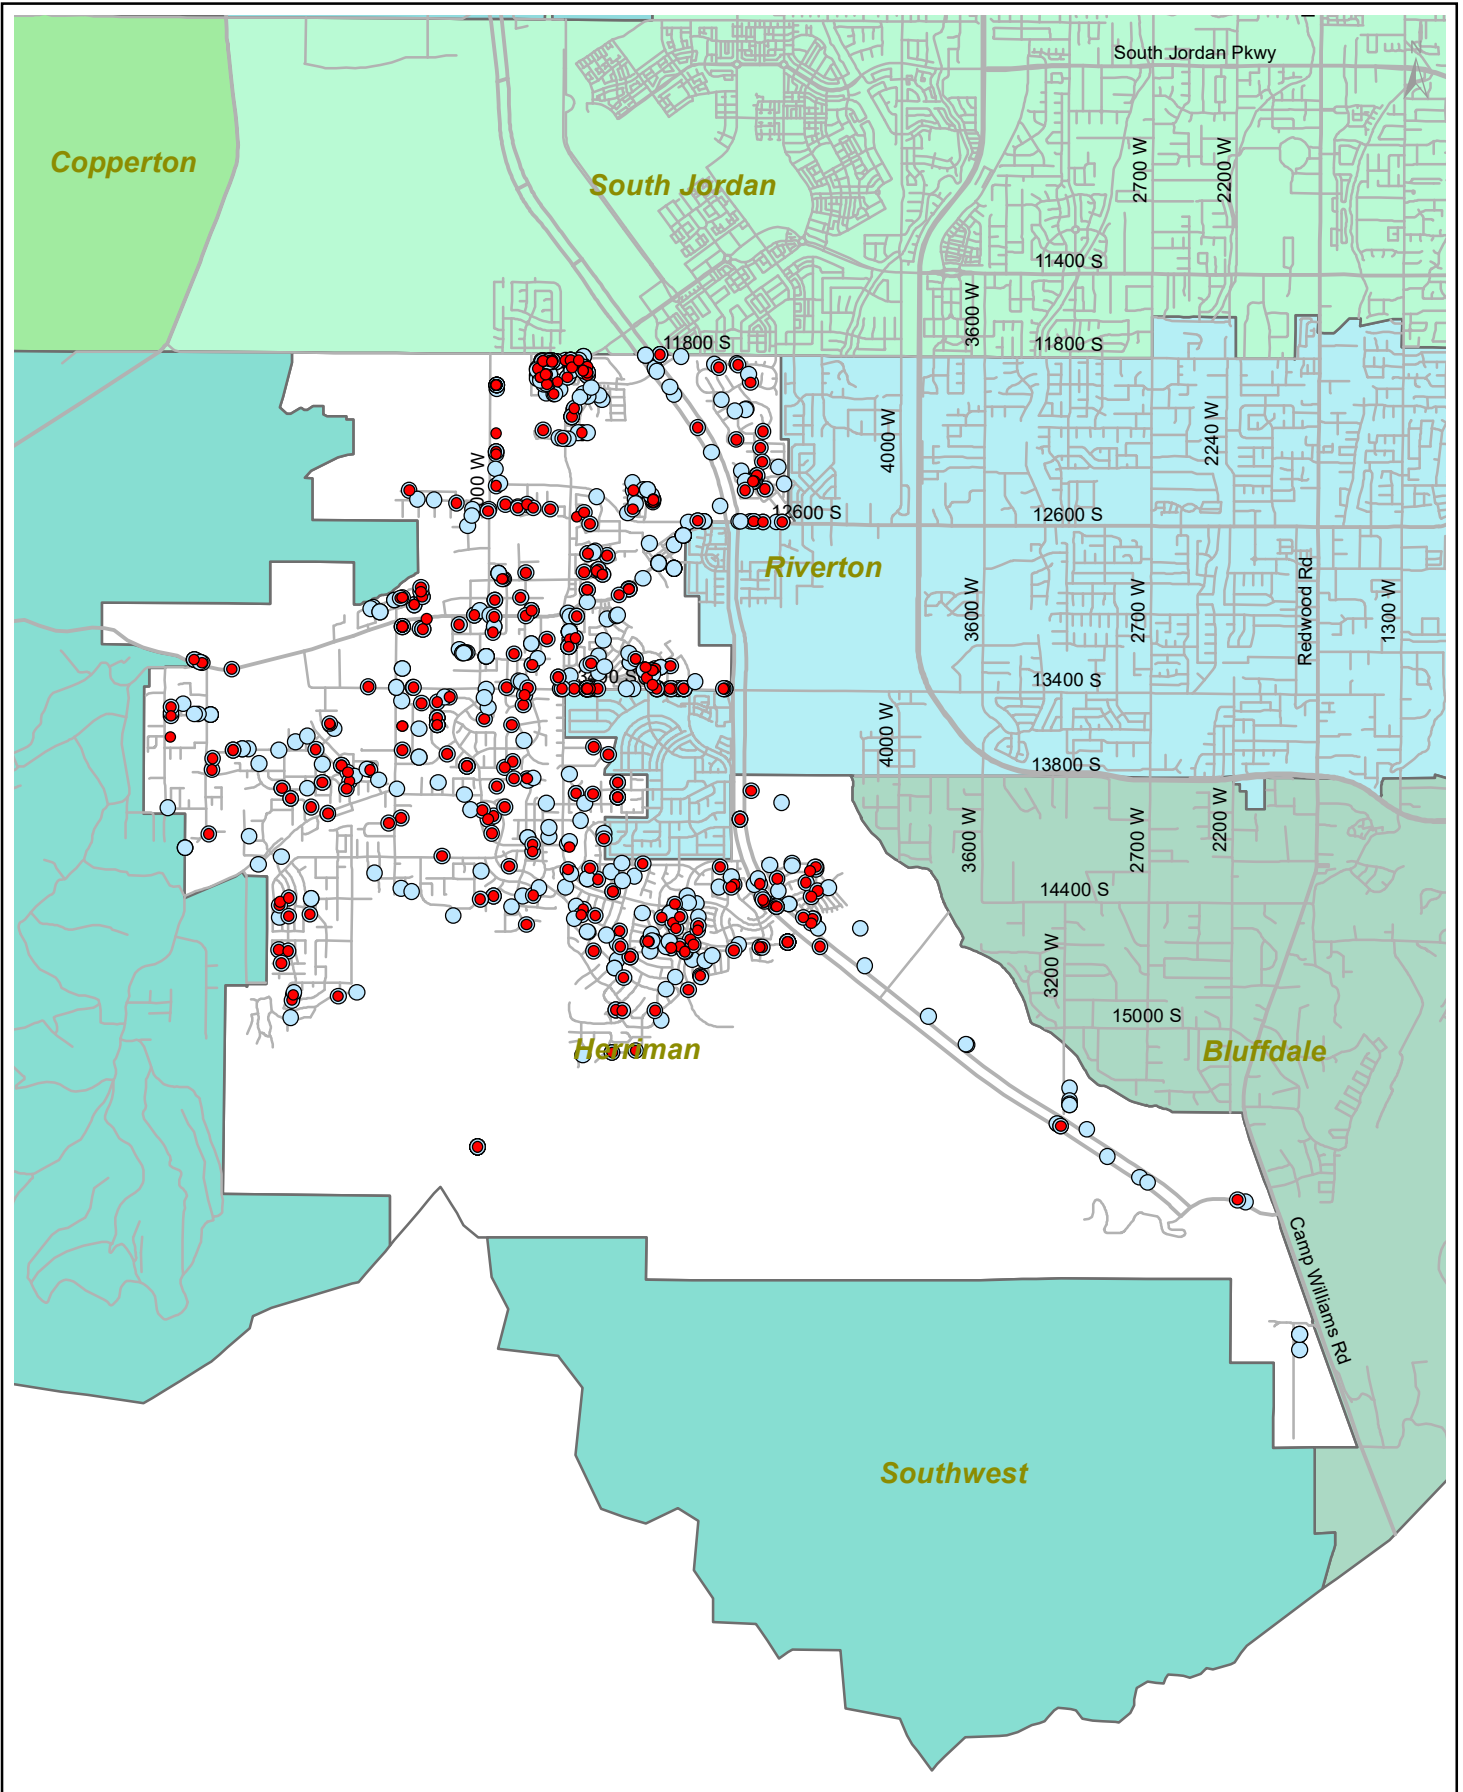 South Jordan Pkwy
Copperton
South Jordan
2700 W
2200 W
11400 S
3600 W
11800 S
11800 S
4000 W
2240 W
12600 S
12600 S
Riverton
3600 W
2700 W
Redwood Rd
1300 W
13400 S
4000 W
13800 S
3600 W
2700 W
2200 W
14400 S
3200 W
15000 S
Herriman
Bluffdale
Camp Williams Rd
Southwest